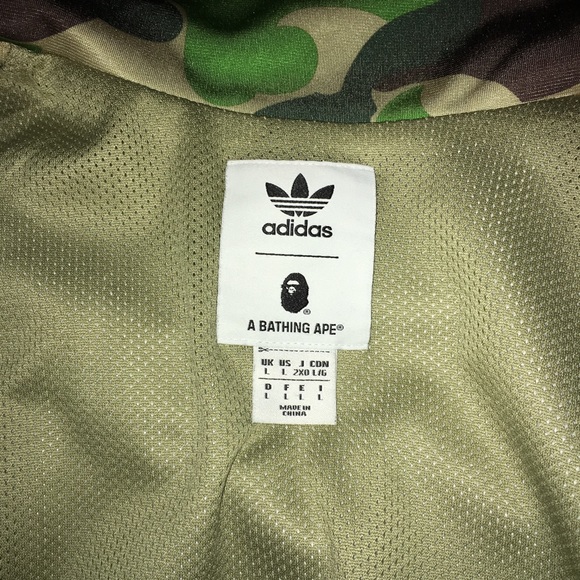 adidas
®
A BATHING APE®
UK US J CDN
L L 2XO L/G
D F E I
L L L L
MADE IN
CHINA